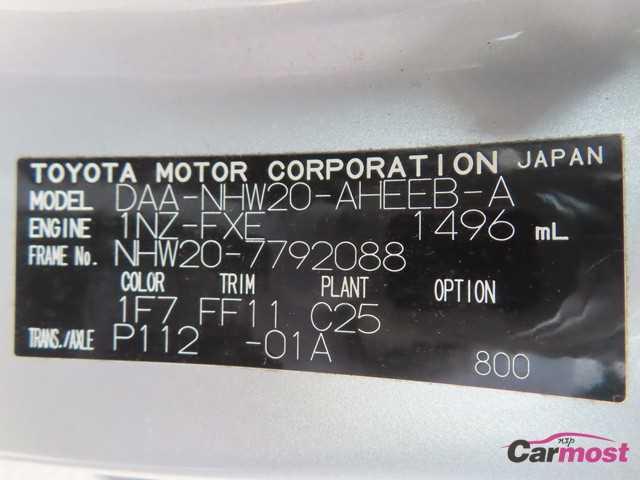 TOYOTA MOTOR CORPORATION JAPAN
MODEL DAA-NHW20-AHEEB-A
ENGINE 1NZ-FXE 1496 mL
FRAME No. NHW20-7792088
COLOR TRIM PLANT OPTION
1F7 FF11 C25
TRANS./AXLE P112 -01A
800
nsp
Carmost